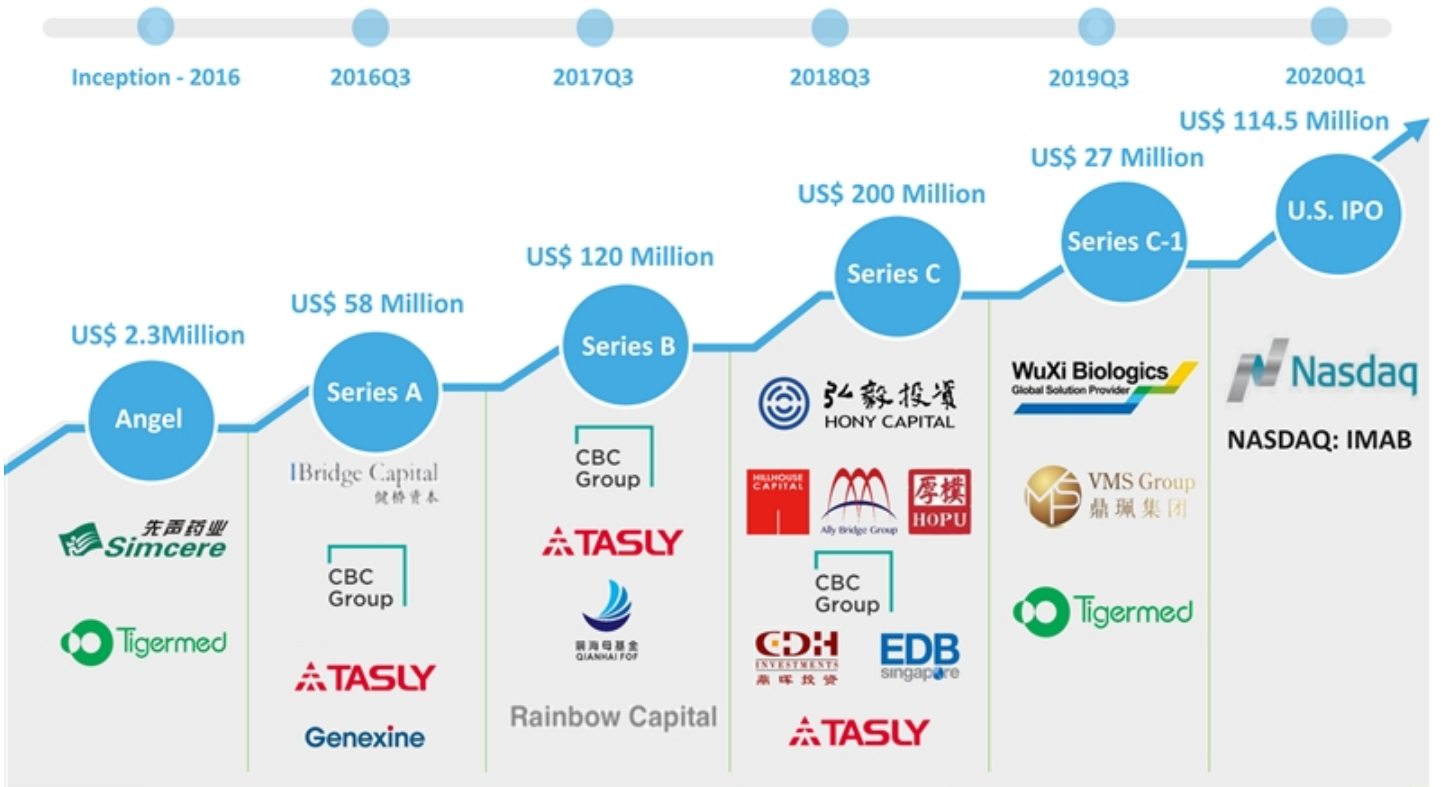 Inception - 2016
2016Q3
2017Q3
2018Q3
2019Q3
2020Q1
US$ 2.3Million
US$ 58 Million
US$ 120 Million
US$ 200 Million
US$ 27 Million
US$ 114.5 Million
Angel
Series A
Series B
Series C
Series C-1
U.S. IPO
先声药业
Simcere
Tigermed
IBridge Capital
健桥资本
CBC
Group
TASLY
Genexine
CBC
Group
TASLY
前海母基金
QIANHAI FOF
Rainbow Capital
弘毅投資
HONY CAPITAL
HILLHOUSE
CAPITAL
Ally Bridge Group
厚樸
HOPU
CBC
Group
CDH
INVESTMENTS
鼎晖投资
EDB
singapore
TASLY
WuXi Biologics
Global Solution Provider
MPS
VMS Group
鼎珮集团
Tigermed
Nasdaq
NASDAQ: IMAB